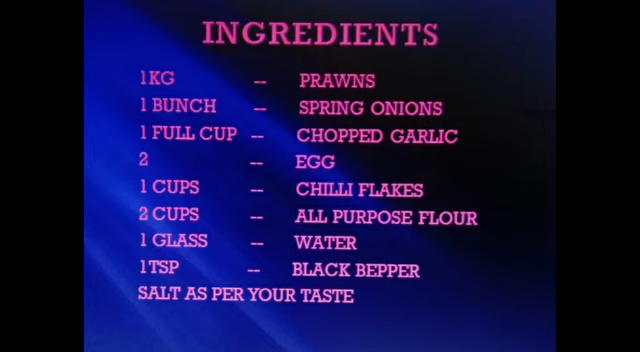 INGREDIENTS
1KG -- PRAWNS
1 BUNCH -- SPRING ONIONS
1 FULL CUP -- CHOPPED GARLIC
2 -- EGG
1 CUPS -- CHILLI FLAKES
2 CUPS -- ALL PURPOSE FLOUR
1 GLASS -- WATER
1TSP -- BLACK BEPPER
SALT AS PER YOUR TASTE